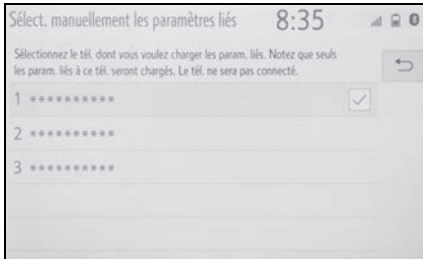 Sélect. manuellement les paramètres liés 8:35
Sélectionnez le tél. dont vous voulez charger les param. liés. Notez que seuls
les param. liés à ce tél. seront chargés. Le tél. ne sera pas connecté.
1 **********
2 **********
3 **********